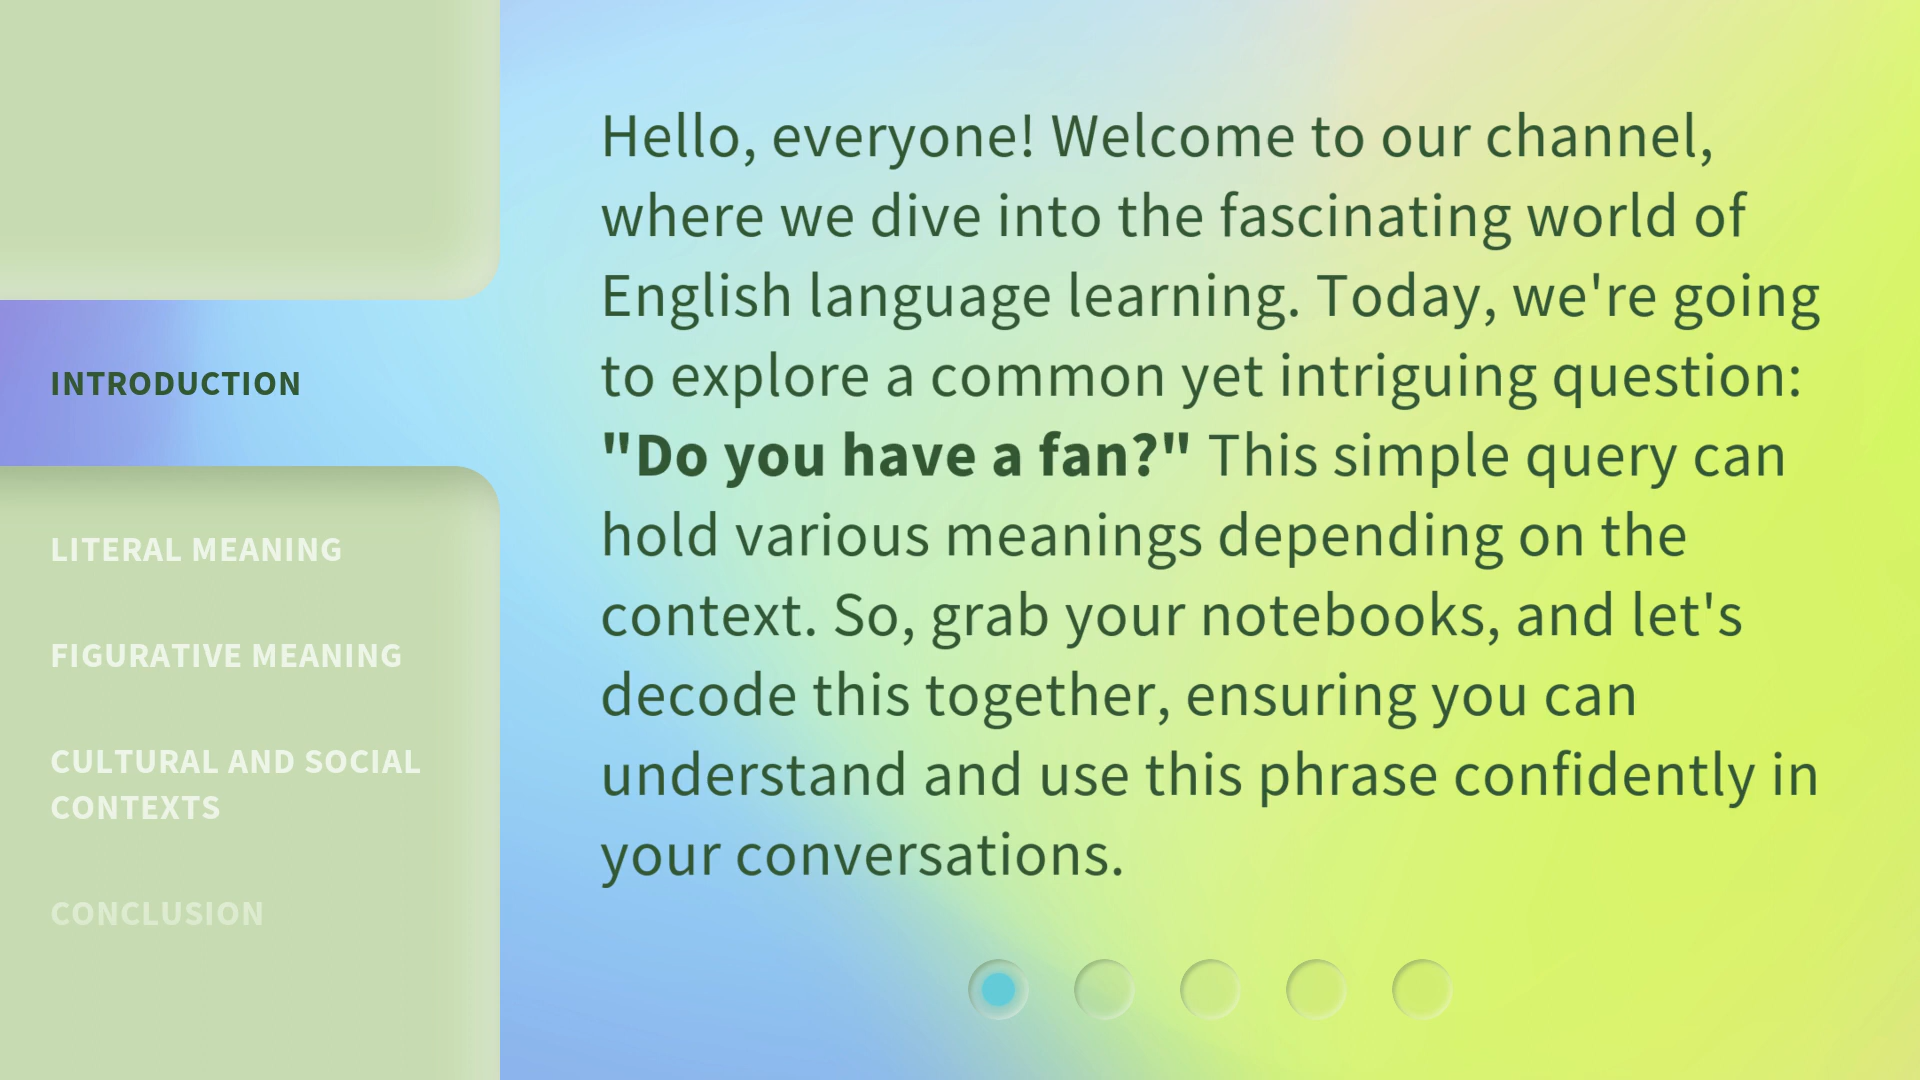 INTRODUCTION
LITERAL MEANING
FIGURATIVE MEANING
CULTURAL AND SOCIAL
CONTEXTS
CONCLUSION
Hello, everyone! Welcome to our channel,
where we dive into the fascinating world of
English language learning. Today, we're going
to explore a common yet intriguing question:
"Do you have a fan?" This simple query can
hold various meanings depending on the
context. So, grab your notebooks, and let's
decode this together, ensuring you can
understand and use this phrase confidently in
your conversations.